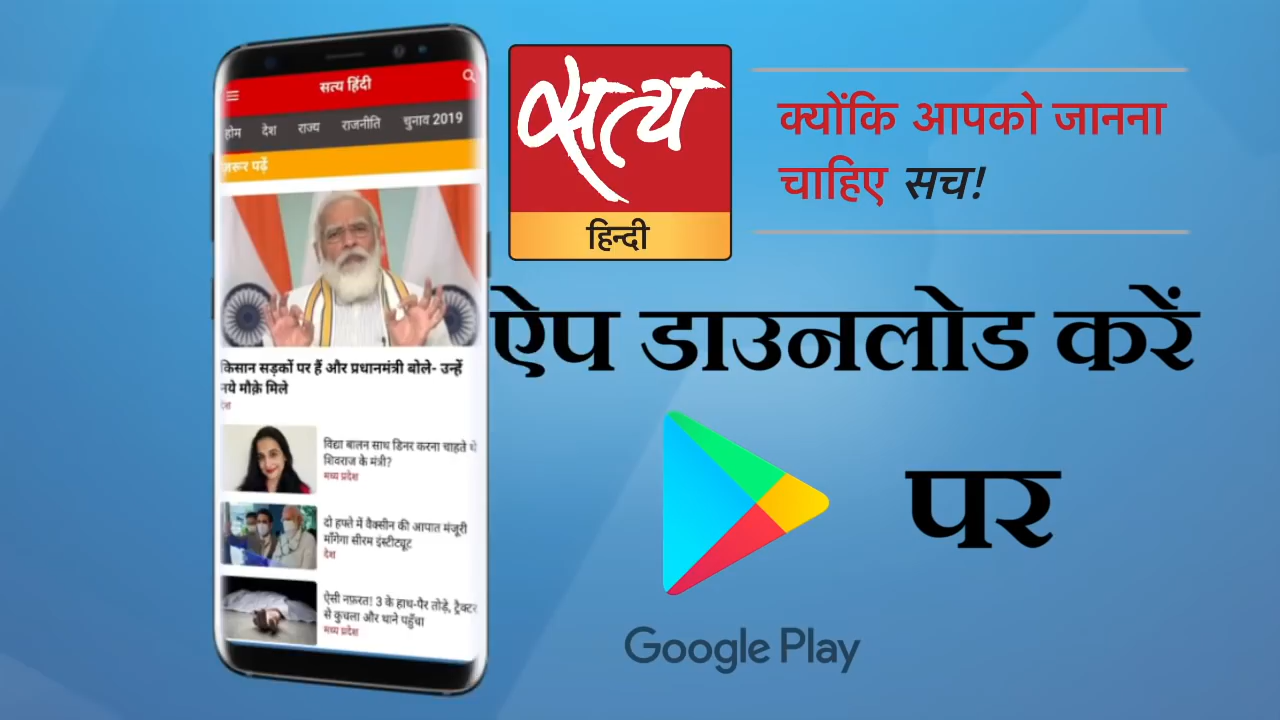 सत्य हिंदी
होम देश राज्य राजनीति चुनाव 2019
ज़रूर पढ़ें
किसान सड़कों पर हैं और प्रधानमंत्री बोले- उन्हें
नये मौक़े मिले
देश
विद्या बालन साथ डिनर करना चाहते थे
शिवराज के मंत्री?
मध्य प्रदेश
दो हफ्ते में वैक्सीन की आपात मंजूरी
माँगेगा सीरम इंस्टीट्यूट
देश
ऐसी नफ़रत! 3 के हाथ-पैर तोड़े, ट्रैक्टर
से कुचला और थाने पहुँचा
मध्य प्रदेश
सत्य
हिन्दी
क्योंकि आपको जानना
चाहिए सच!
ऐप डाउनलोड करें
पर
Google Play